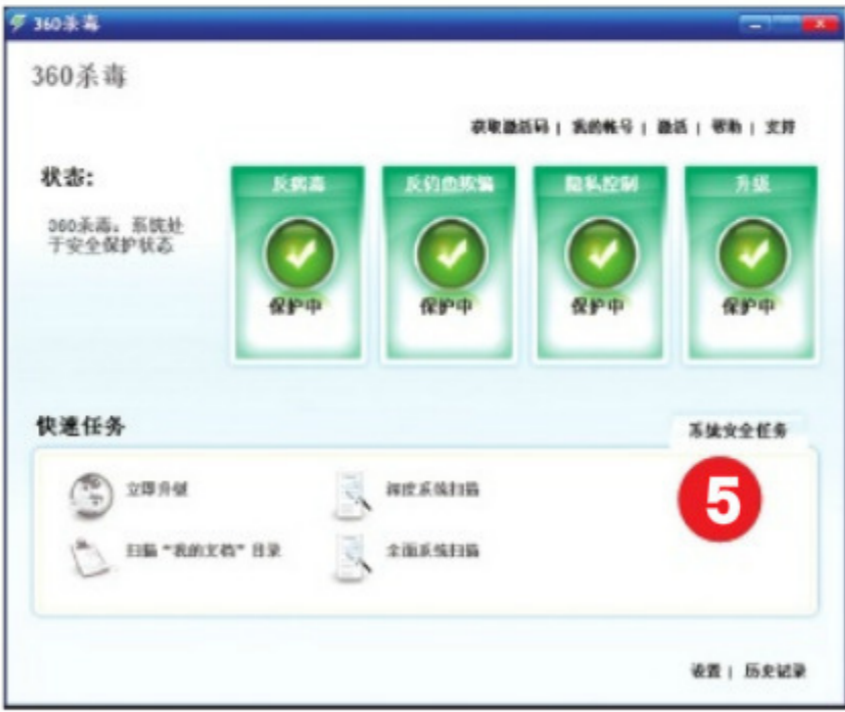 360杀毒
360杀毒
获取激活码 | 我的帐号 | 激活 | 帮助 | 支持
状态:
反病毒
反钓鱼欺骗
隐私控制
升级
360杀毒。系统处
于安全保护状态
保护中
保护中
保护中
保护中
快速任务
系统安全任务
立即升级
深度系统扫描
5
扫描“我的文档”目录
全面系统扫描
设置 | 历史记录